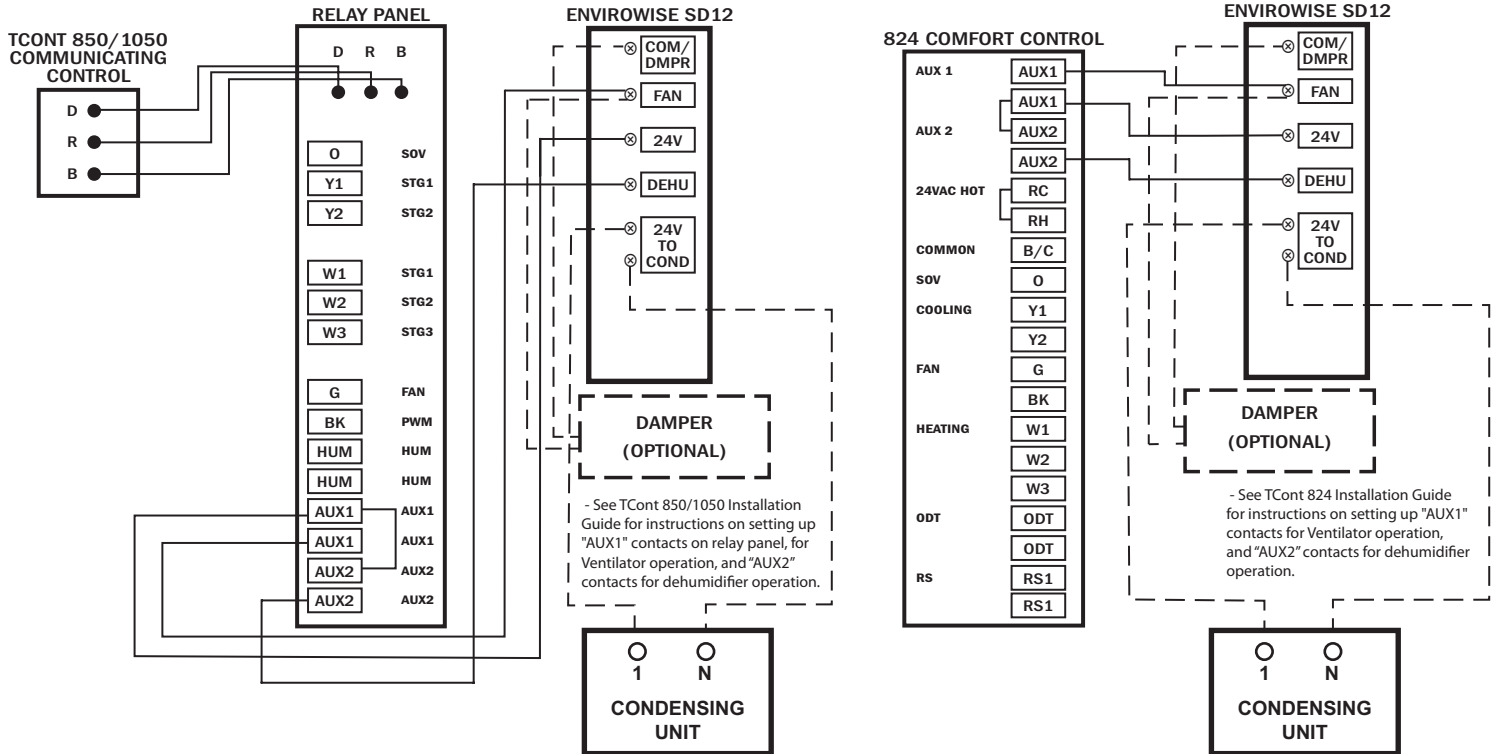 RELAY PANEL
TCONT 850/1050
COMMUNICATING
CONTROL
D
R
B
D R B
O SOV
Y1 STG1
Y2 STG2
W1 STG1
W2 STG2
W3 STG3
G FAN
BK PWM
HUM HUM
HUM HUM
AUX1 AUX1
AUX1 AUX1
AUX2 AUX2
AUX2 AUX2
ENVIROWISE SD12
COM/
DMPR
FAN
24V
DEHU
24V
TO
COND
DAMPER
(OPTIONAL)
- See TCont 850/1050 Installation
Guide for instructions on setting up
"AUX1" contacts on relay panel, for
Ventilator operation, and “AUX2”
contacts for dehumidifier operation.
1 N
CONDENSING
UNIT
824 COMFORT CONTROL
AUX 1 AUX1
AUX1
AUX 2 AUX2
AUX2
24VAC HOT RC
RH
COMMON B/C
SOV O
COOLING Y1
Y2
FAN G
BK
HEATING W1
W2
W3
ODT ODT
ODT
RS RS1
RS1
ENVIROWISE SD12
COM/
DMPR
FAN
24V
DEHU
24V
TO
COND
DAMPER
(OPTIONAL)
- See TCont 824 Installation Guide
for instructions on setting up "AUX1"
contacts for Ventilator operation,
and “AUX2” contacts for dehumidifier
operation.
1 N
CONDENSING
UNIT